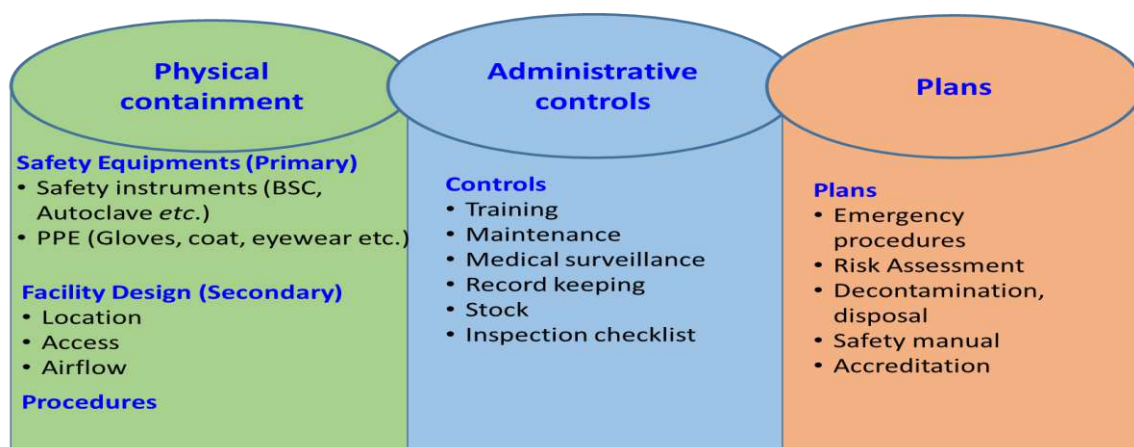 Physical
containment
Safety Equipments (Primary)
• Safety instruments (BSC,
Autoclave etc.)
• PPE (Gloves, coat, eyewear etc.)
Facility Design (Secondary)
• Location
• Access
• Airflow
Procedures
Administrative
controls
Controls
• Training
• Maintenance
• Medical surveillance
• Record keeping
• Stock
• Inspection checklist
Plans
Plans
• Emergency
procedures
• Risk Assessment
• Decontamination,
disposal
• Safety manual
• Accreditation